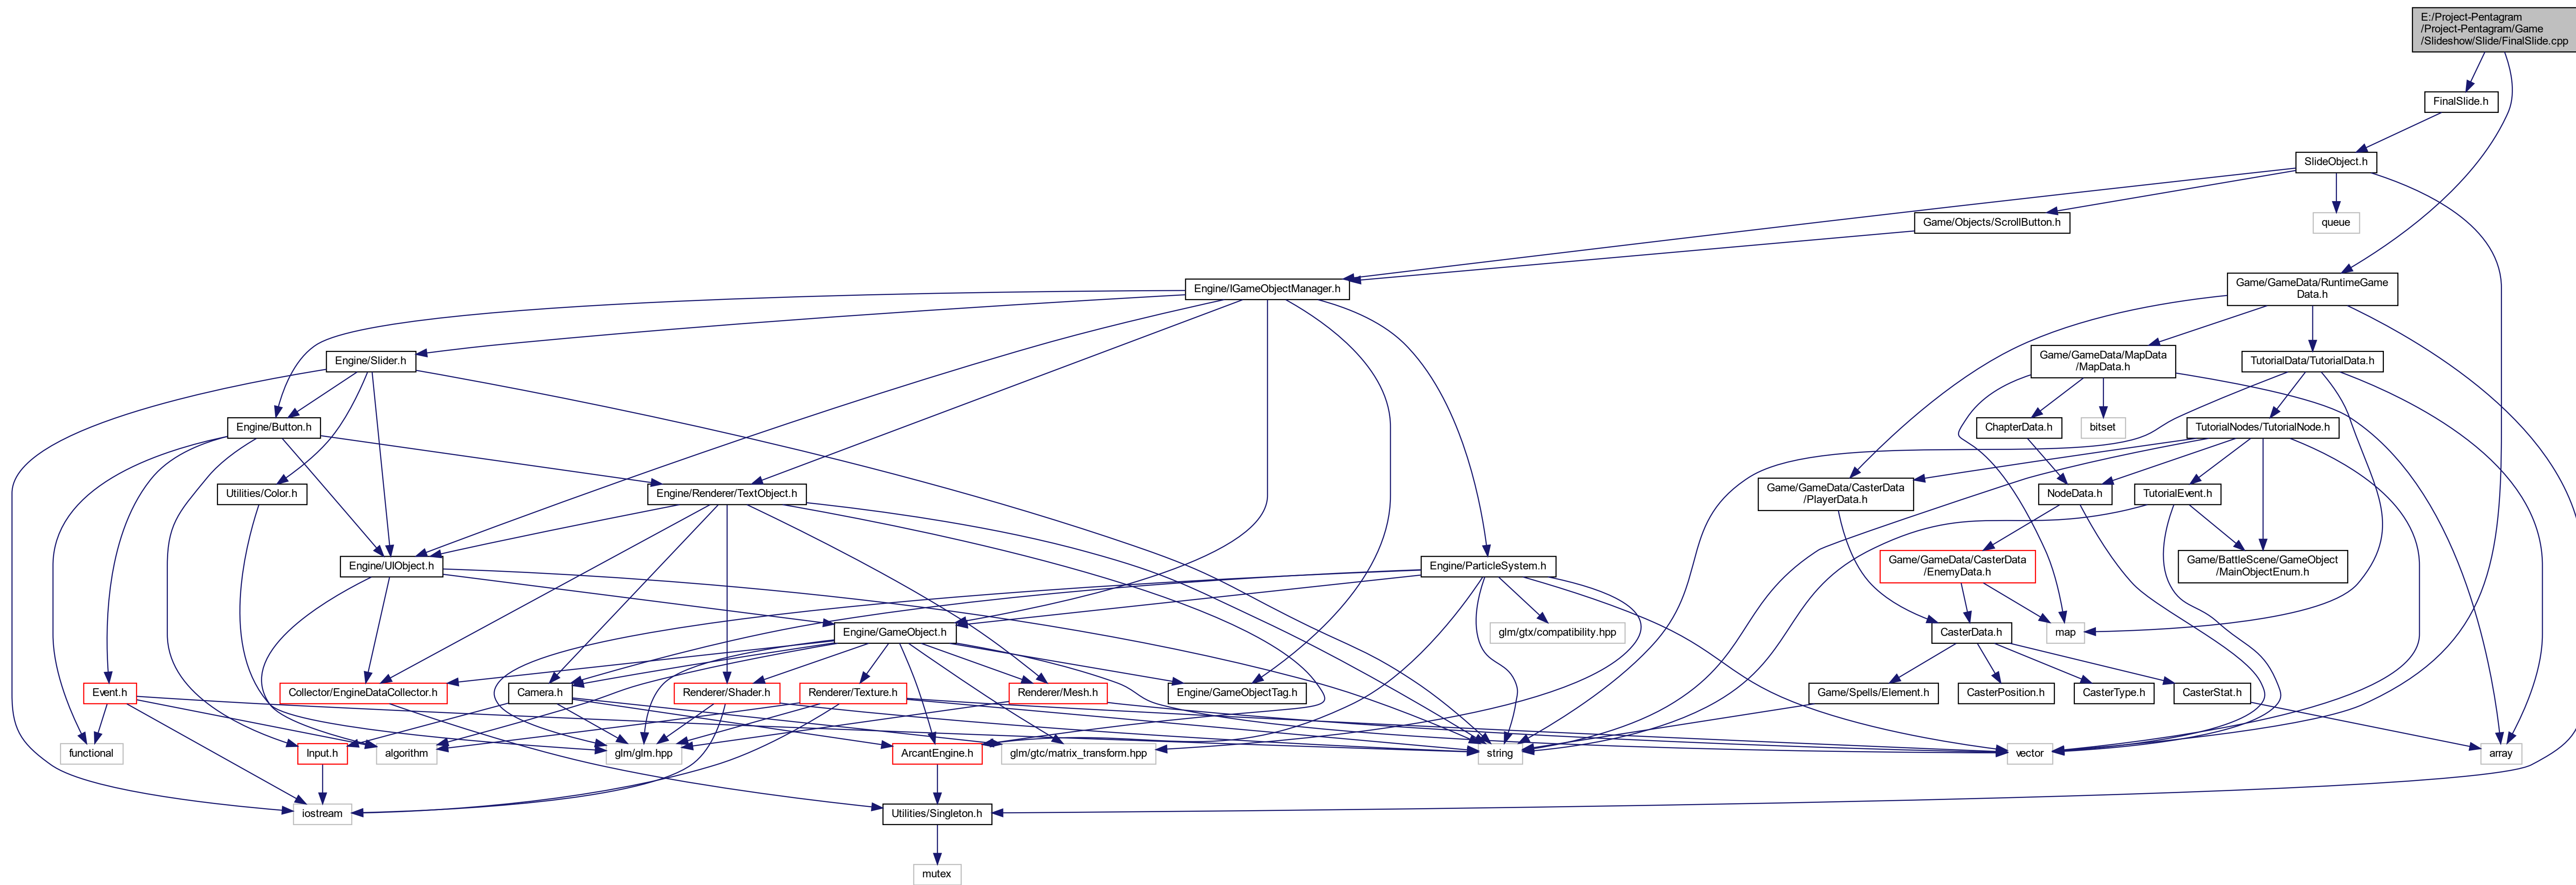 E:/Project-Pentagram
/Project-Pentagram/Game
/Slideshow/Slide/FinalSlide.cpp
FinalSlide.h
SlideObject.h
Game/Objects/ScrollButton.h
queue
Engine/IGameObjectManager.h
Game/GameData/RuntimeGame
Data.h
Engine/Slider.h
Game/GameData/MapData
/MapData.h
TutorialData/TutorialData.h
Engine/Button.h
ChapterData.h
bitset
TutorialNodes/TutorialNode.h
Utilities/Color.h
Engine/Renderer/TextObject.h
Game/GameData/CasterData
/PlayerData.h
NodeData.h
TutorialEvent.h
Engine/UIObject.h
Engine/ParticleSystem.h
Game/GameData/CasterData
/EnemyData.h
Game/BattleScene/GameObject
/MainObjectEnum.h
Engine/GameObject.h
glm/gtx/compatibility.hpp
CasterData.h
map
Event.h
Collector/EngineDataCollector.h
Camera.h
Renderer/Shader.h
Renderer/Texture.h
Renderer/Mesh.h
Engine/GameObjectTag.h
Game/Spells/Element.h
CasterPosition.h
CasterType.h
CasterStat.h
functional
Input.h
algorithm
glm/glm.hpp
ArcantEngine.h
glm/gtc/matrix_transform.hpp
string
vector
array
iostream
Utilities/Singleton.h
mutex